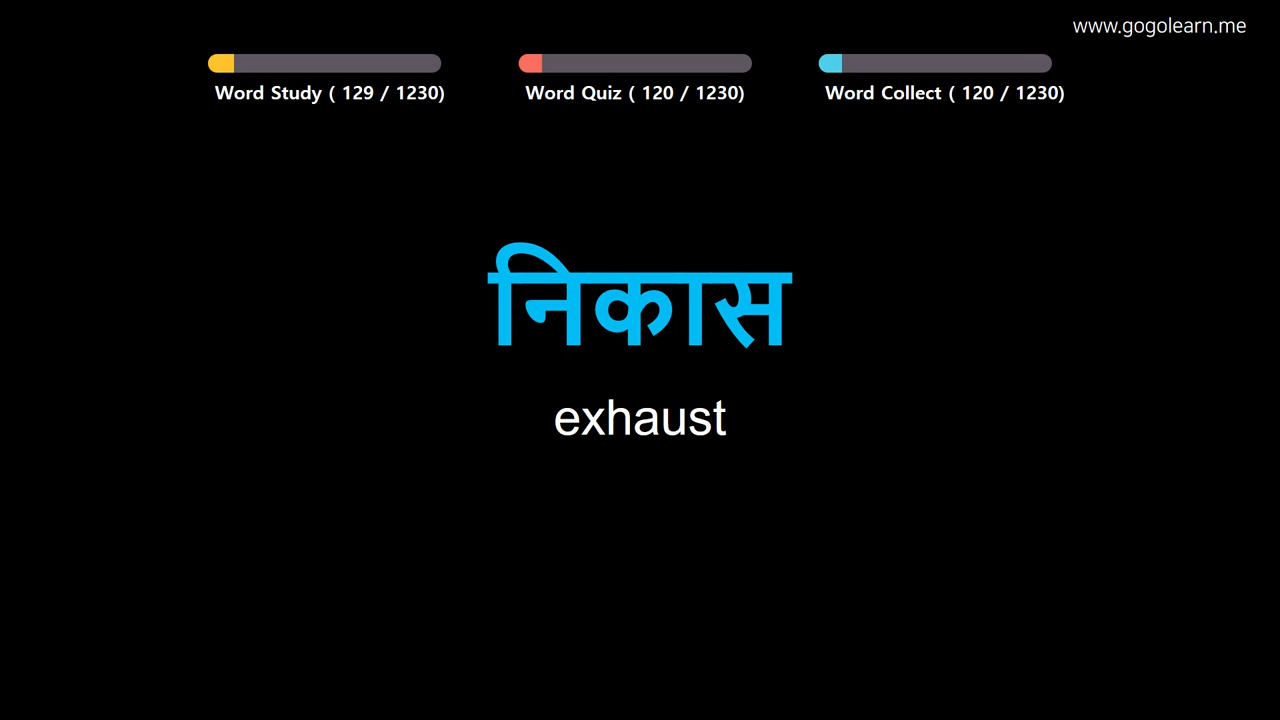 www.gogolearn.me
Word Study ( 129 / 1230)
Word Quiz ( 120 / 1230)
Word Collect ( 120 / 1230)
निकास
exhaust